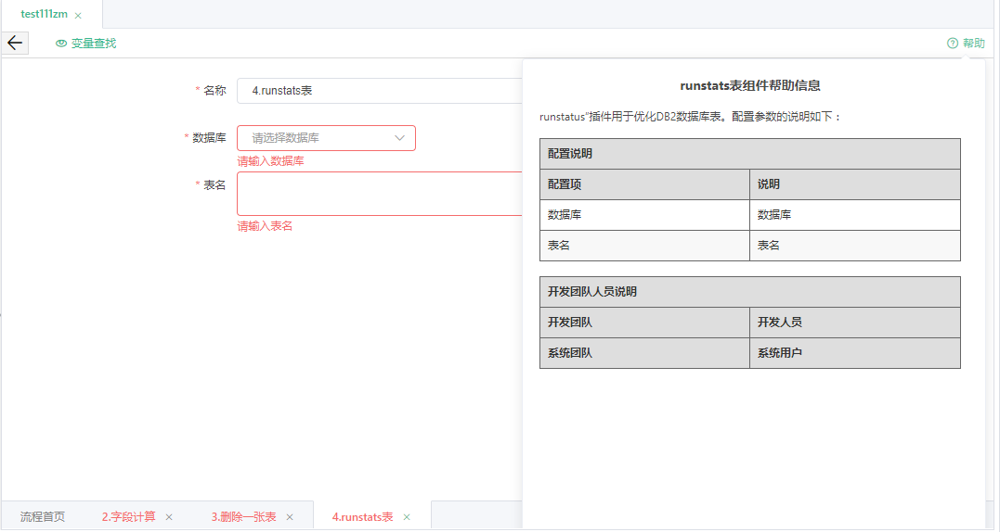 test111zm
变量查找
帮助
* 名称
4.runstats表
* 数据库
请选择数据库
请输入数据库
* 表名
请输入表名
runstats表组件帮助信息
runstatus"插件用于优化DB2数据库表。配置参数的说明如下：
配置说明
配置项 说明
数据库 数据库
表名 表名
开发团队人员说明
开发团队 开发人员
系统团队 系统用户
流程首页 2.字段计算 3.删除一张表 4.runstats表